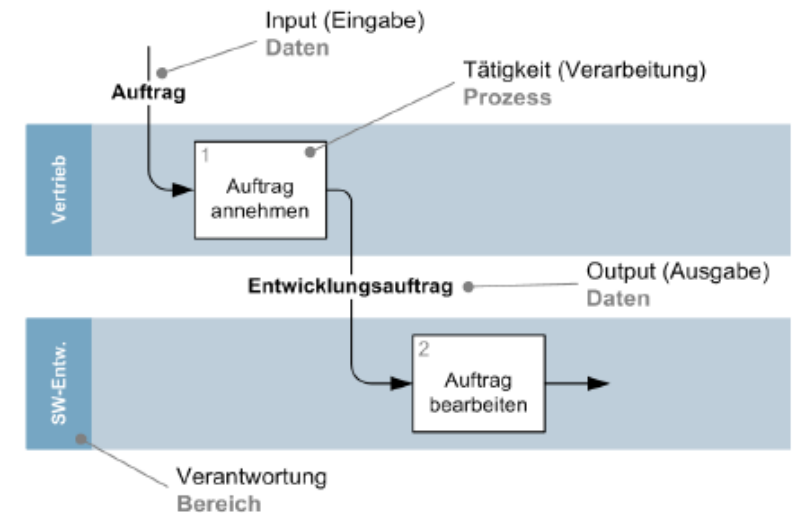 Input (Eingabe)
Daten
Auftrag
Tätigkeit (Verarbeitung)
Prozess
Vertrieb
1
Auftrag
annehmen
Entwicklungsauftrag
Output (Ausgabe)
Daten
SW-Entw.
2
Auftrag
bearbeiten
Verantwortung
Bereich